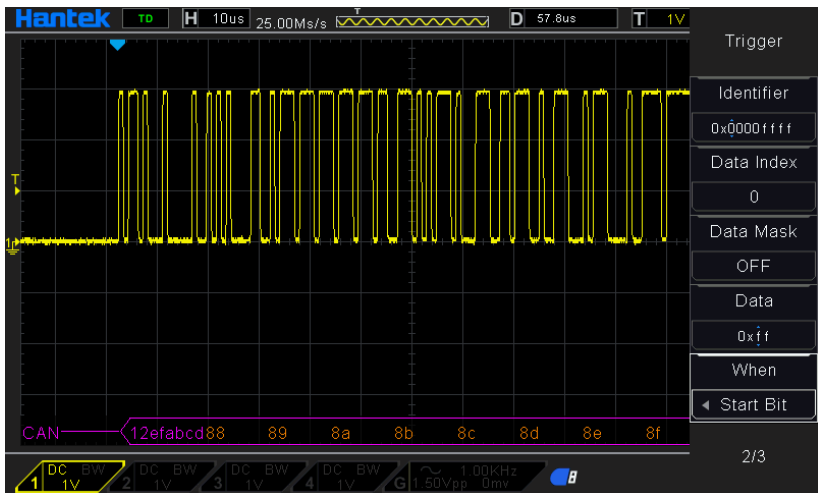 Hantek TD H 10us 25.00Ms/s T D 57.8us T 1V
Trigger
Identifier
0x0000ffff
Data Index
0
Data Mask
OFF
Data
0xff
When
Start Bit
2/3
T
1
CAN 12efabcd 88 89 8a 8b 8c 8d 8e 8f
1 DC BW 1V
2 DC BW 1V
3 DC BW 1V
4 DC BW 1V
G 1.00KHz 1.50Vpp 0mv